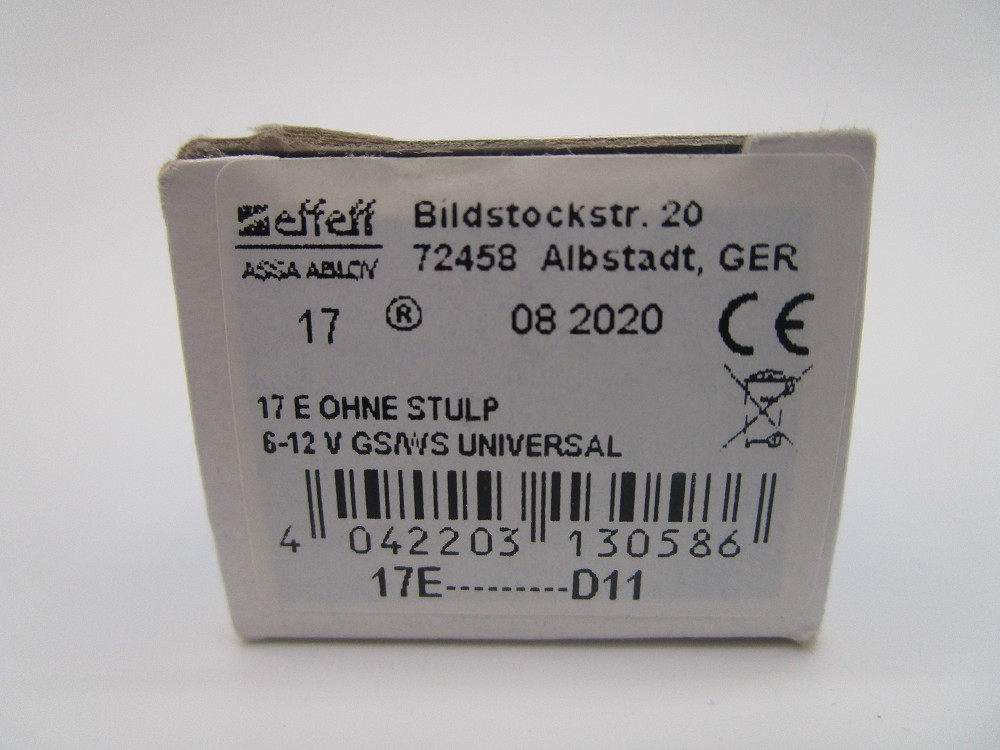 effeff
ASSA ABLOY
Bildstockstr. 20
72458 Albstadt, GER
17 ® 08 2020
CE
17 E OHNE STULP
6-12 V GS/WS UNIVERSAL
4 042203 130586
17E----------D11